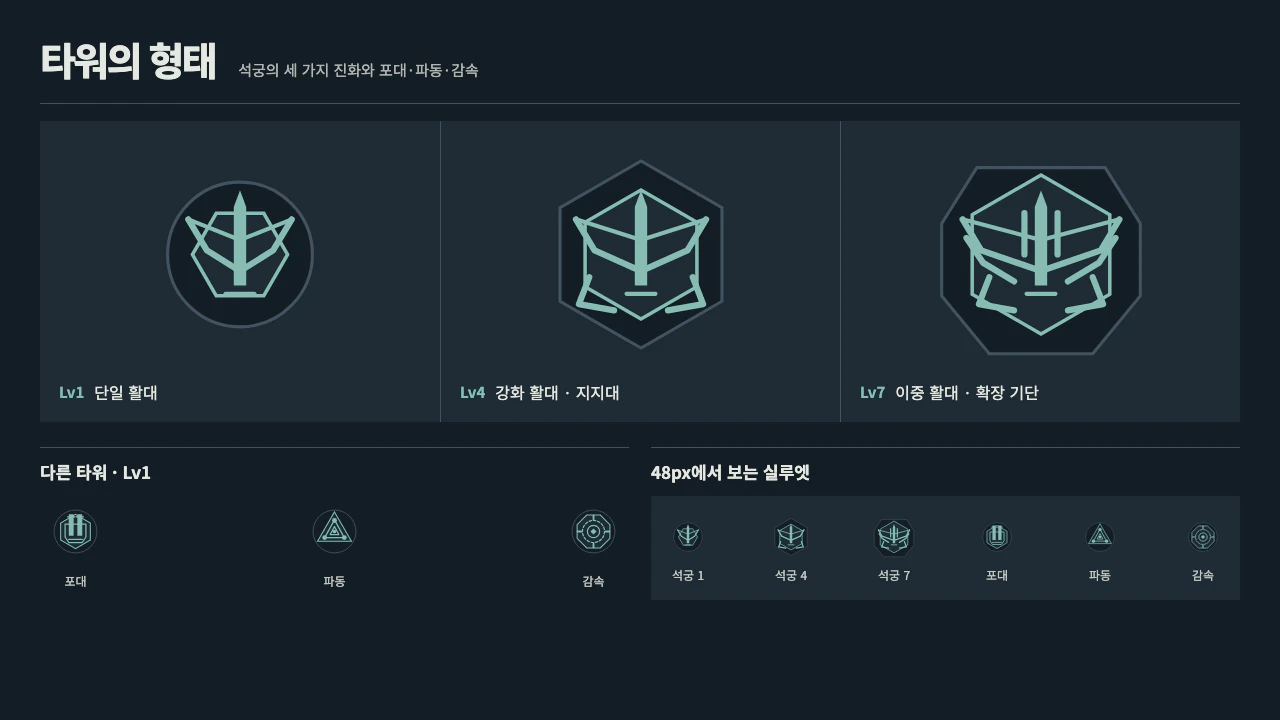 타워의 형태
석궁의 세 가지 진화와 포대·파동·감속
Lv1 단일 활대
Lv4 강화 활대 · 지지대
Lv7 이중 활대 · 확장 기단
다른 타워 · Lv1
포대
파동
감속
48px에서 보는 실루엣
석궁 1
석궁 4
석궁 7
포대
파동
감속